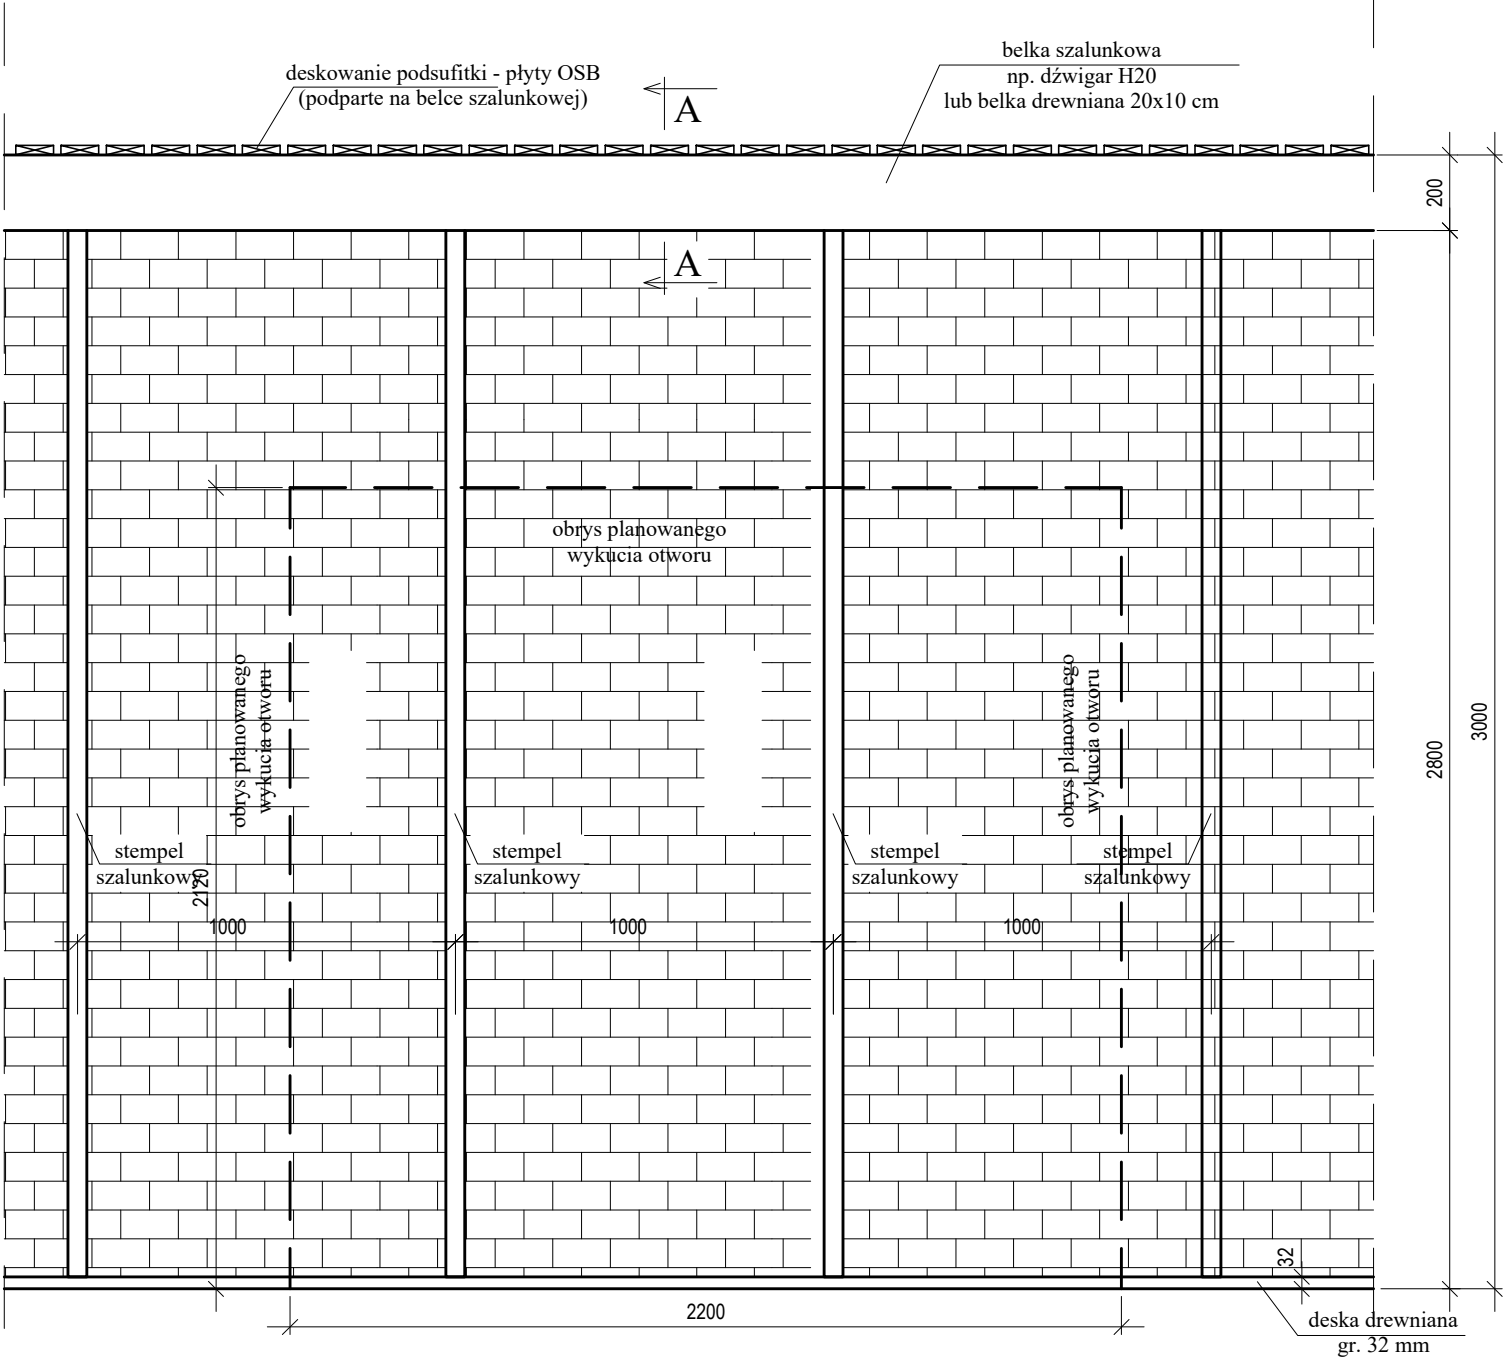 deskowanie podsufitki - płyty OSB
(podparte na belce szalunkowej)
A
belka szalunkowa
np. dźwigar H20
lub belka drewniana 20x10 cm
200
A
obrys planowanego
wykucia otworu
obrys planowanego
wykucia otworu
obrys planowanego
wykucia otworu
3000
2800
stempel
szalunkowy
stempel
szalunkowy
stempel
szalunkowy
stempel
szalunkowy
2120
1000
1000
1000
32
2200
deska drewniana
gr. 32 mm